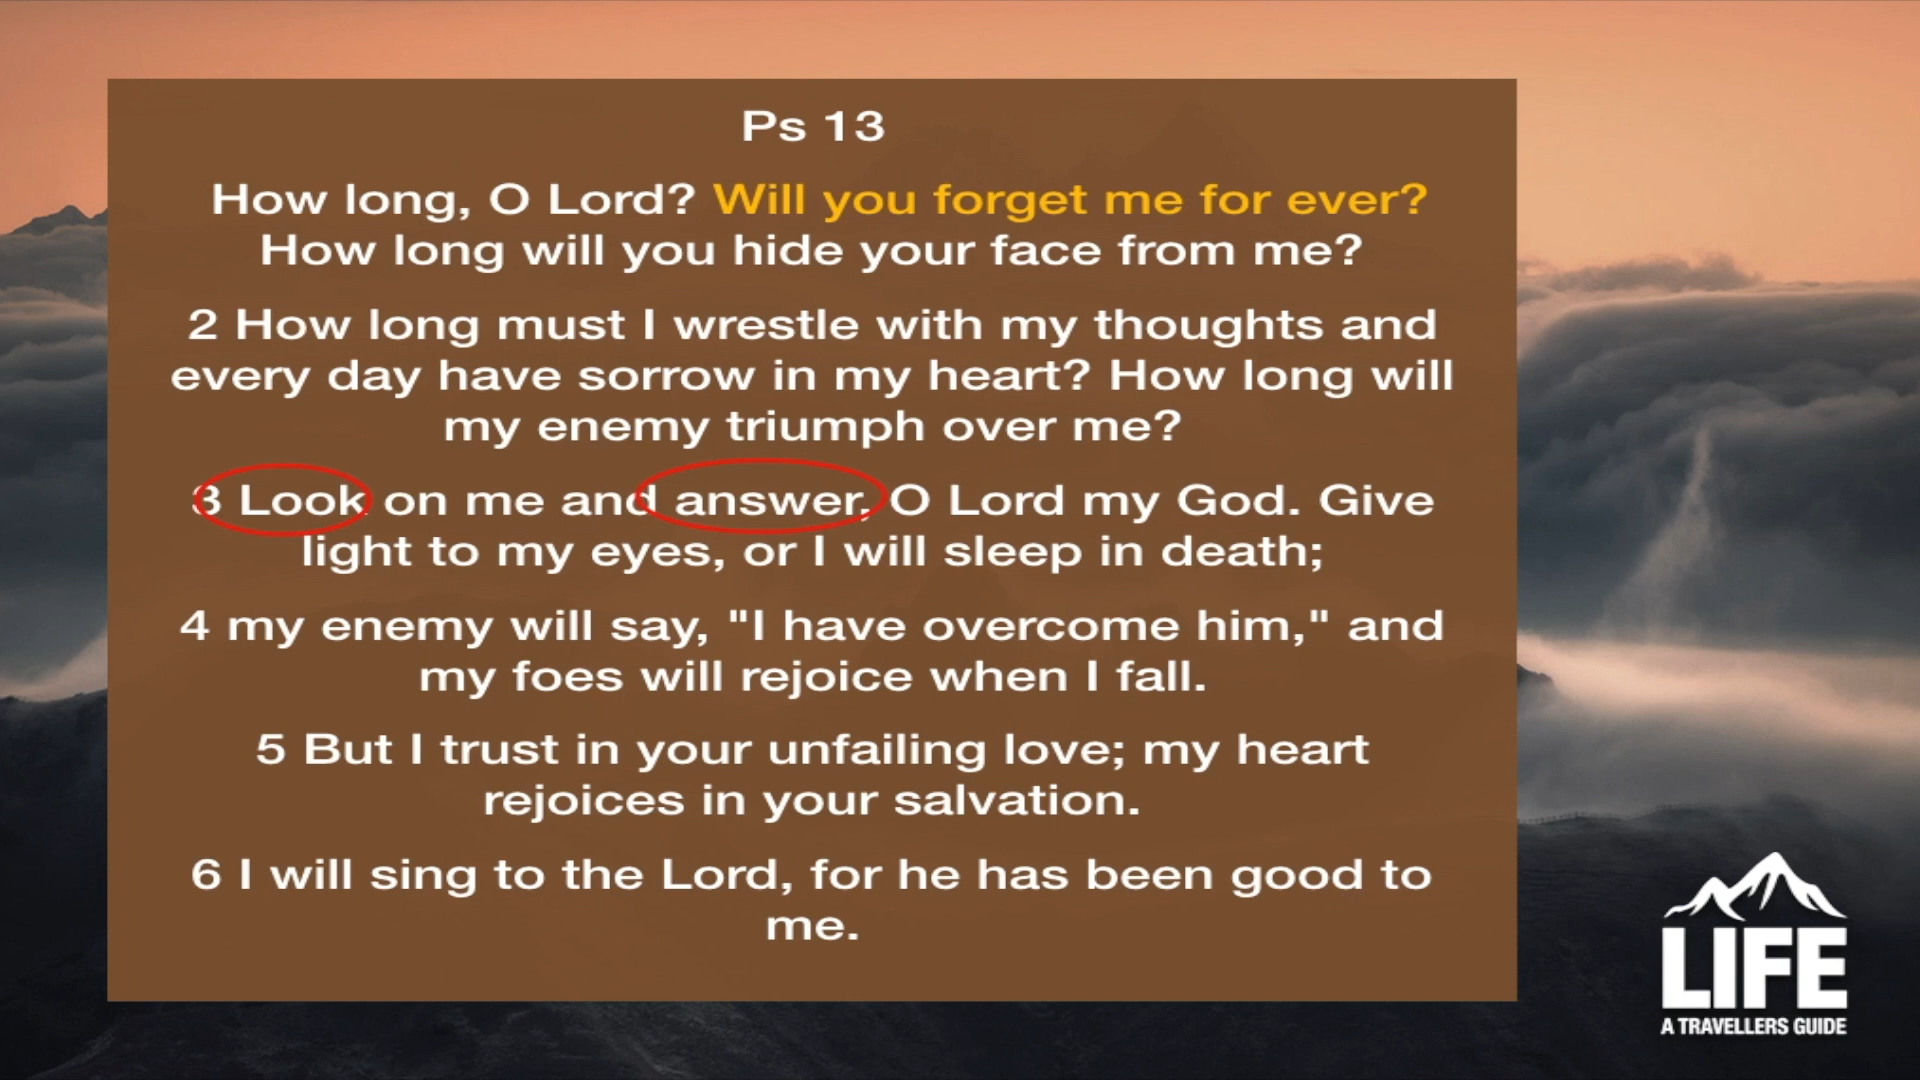 Ps 13
How long, O Lord? Will you forget me for ever?
How long will you hide your face from me?
2 How long must I wrestle with my thoughts and
every day have sorrow in my heart? How long will
my enemy triumph over me?
3 Look on me and answer, O Lord my God. Give
light to my eyes, or I will sleep in death;
4 my enemy will say, "I have overcome him," and
my foes will rejoice when I fall.
5 But I trust in your unfailing love; my heart
rejoices in your salvation.
6 I will sing to the Lord, for he has been good to
me.
LIFE
A TRAVELLERS GUIDE